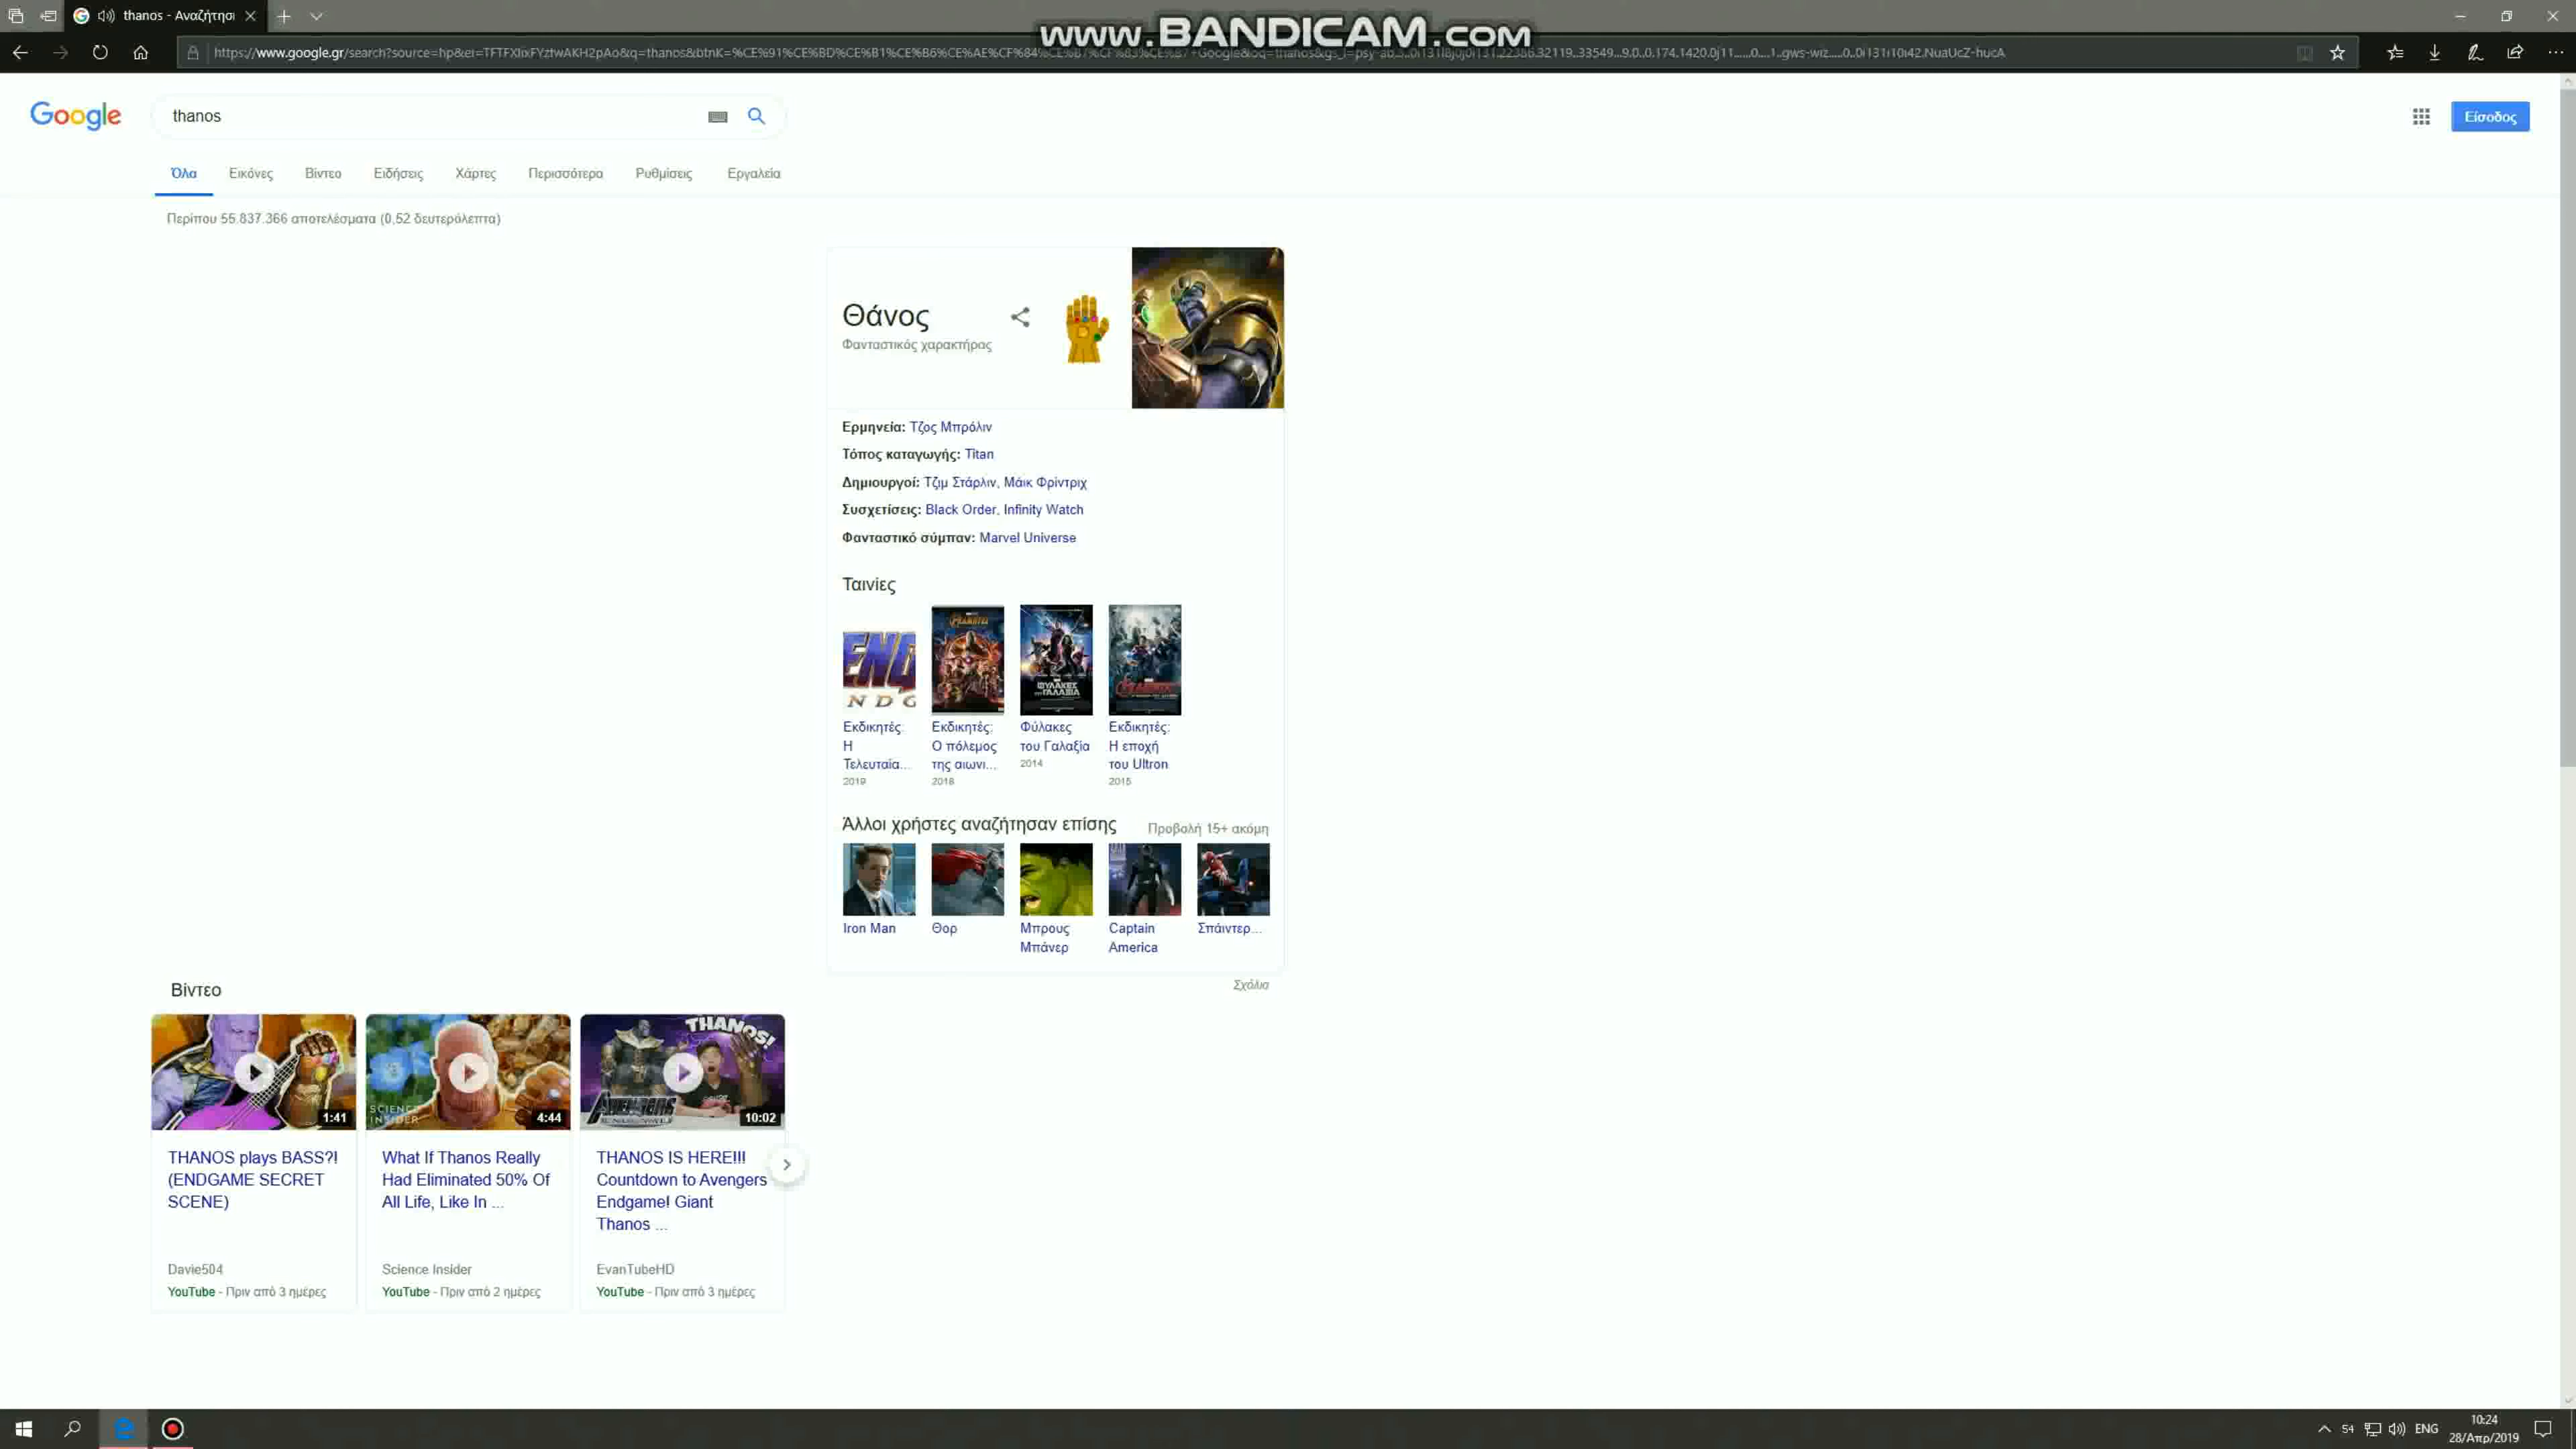 thanos - Αναζήτησι
www.BANDICAM.com
Google
thanos
Είσοδος
Όλα Εικόνες Βίντεο Ειδήσεις Χάρτες Περισσότερα Ρυθμίσεις Εργαλεία
Περίπου 55.837.366 αποτελέσματα (0,52 δευτερόλεπτα)
Θάνος
Φανταστικός χαρακτήρας
Ερμηνεία: Τζος Μπρόλιν
Τόπος καταγωγής: Titan
Δημιουργοί: Τζιμ Στάρλιν, Μάικ Φρίντριχ
Συσχετίσεις: Black Order, Infinity Watch
Φανταστικό σύμπαν: Marvel Universe
Ταινίες
Εκδικητές:
Η
Τελευταία...
2019
Εκδικητές:
Ο πόλεμος
της αιωνι...
2018
Φύλακες
του Γαλαξία
2014
Εκδικητές:
Η εποχή
του Ultron
2015
Άλλοι χρήστες αναζήτησαν επίσης Προβολή 15+ ακόμη
Iron Man
Θορ
Μπρους
Μπάνερ
Captain
America
Σπάιντερ...
Σχόλια
Βίντεο
1:41
SCIENCE
INSIDER
4:44
THANOS!
AVENGERS
10:02
THANOS plays BASS?!
(ENDGAME SECRET
SCENE)
Davie504
YouTube - Πριν από 3 ημέρες
What If Thanos Really
Had Eliminated 50% Of
All Life, Like In ...
Science Insider
YouTube - Πριν από 2 ημέρες
THANOS IS HERE!!!
Countdown to Avengers
Endgame! Giant
Thanos ...
EvanTubeHD
YouTube - Πριν από 3 ημέρες
54 ENG
10:24
28/Απρ/2019